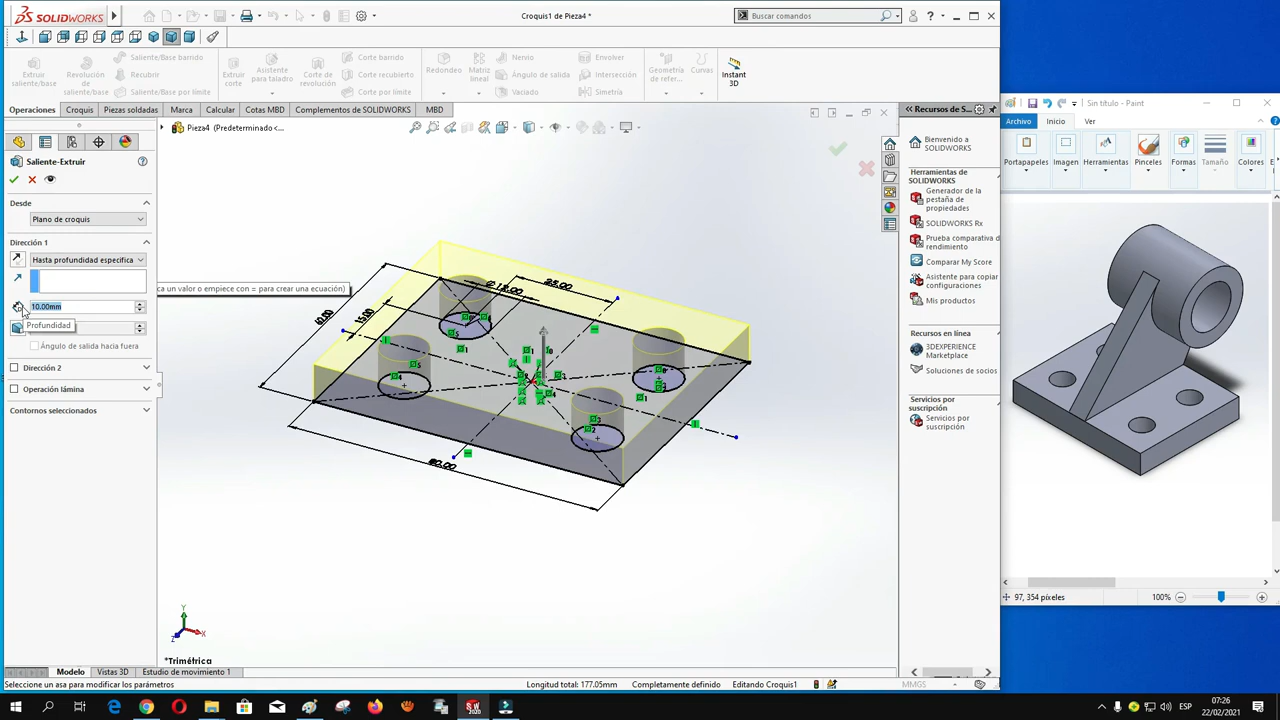 SOLIDWORKS
Croquis1 de Pieza4 *
Buscar comandos
Extruir saliente/base
Revolución de saliente/base
Saliente/Base barrido
Recubrir
Saliente/Base por límite
Extruir corte
Asistente para taladro
Corte de revolución
Corte barrido
Corte recubierto
Corte por límite
Redondeo
Matriz lineal
Nervio
Ángulo de salida
Vaciado
Envolver
Intersección
Simetría
Geometría de refer...
Curvas
Instant 3D
Operaciones
Croquis
Piezas soldadas
Marca
Calcular
Cotas MBD
Complementos de SOLIDWORKS
MBD
Pieza4 (Predeterminado<...
Saliente-Extruir
Desde
Plano de croquis
Dirección 1
Hasta profundidad especifica
ca un valor o empiece con = para crear una ecuación)
10.00mm
Profundidad
Ángulo de salida hacia fuera
Dirección 2
Operación lámina
Contornos seleccionados
15.00
25.00
80.00
*Trimétrica
Modelo
Vistas 3D
Estudio de movimiento 1
Seleccione un asa para modificar los parámetros
Longitud total: 177.05mm
Completamente definido
Editando Croquis1
MMGS
Recursos de S...
Bienvenido a SOLIDWORKS
Herramientas de SOLIDWORKS
Generador de la pestaña de propiedades
SOLIDWORKS Rx
Prueba comparativa de rendimiento
Comparar My Score
Asistente para copiar configuraciones
Mis productos
Recursos en línea
3DEXPERIENCE Marketplace
Socios de soluciones
Servicios por suscripción
Servicios por suscripción
Sin título - Paint
Archivo
Inicio
Ver
Portapapeles
Imagen
Herramientas
Pinceles
Formas
Tamaño
Colores
97, 354 píxeles
100%
ESP
07:26
22/02/2021